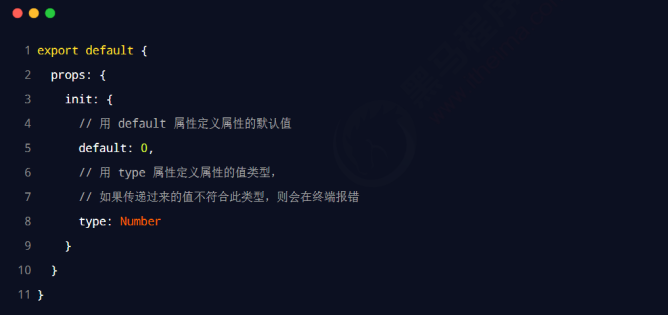 1 export default {
2 props: {
3 init: {
4 // 用 default 属性定义属性的默认值
5 default: 0,
6 // 用 type 属性定义属性的值类型，
7 // 如果传递过来的值不符合此类型，则会在终端报错
8 type: Number
9 }
10 }
11 }